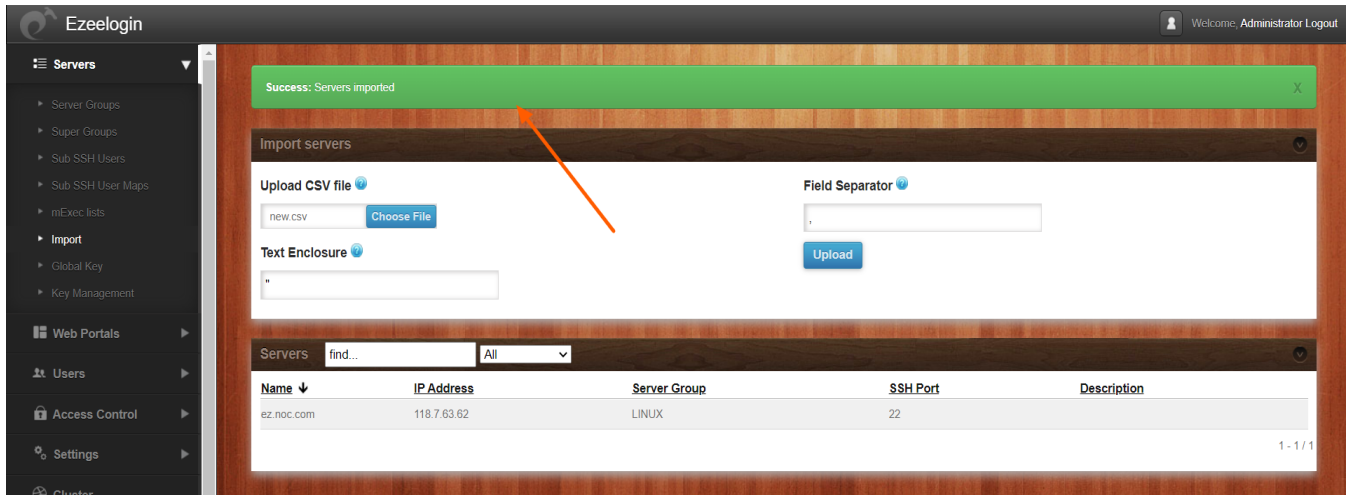 Ezeelogin
Welcome, Administrator Logout
Servers
Server Groups
Super Groups
Sub SSH Users
Sub SSH User Maps
mExec lists
Import
Global Key
Key Management
Web Portals
Users
Access Control
Settings
Cluster
Success: Servers imported
X
Import servers
Upload CSV file ?
new.csv Choose File
Text Enclosure ?
"
Field Separator ?
,
Upload
Servers find... All
Name IP Address Server Group SSH Port Description
ez.noc.com 118.7.63.62 LINUX 22
1 - 1 / 1